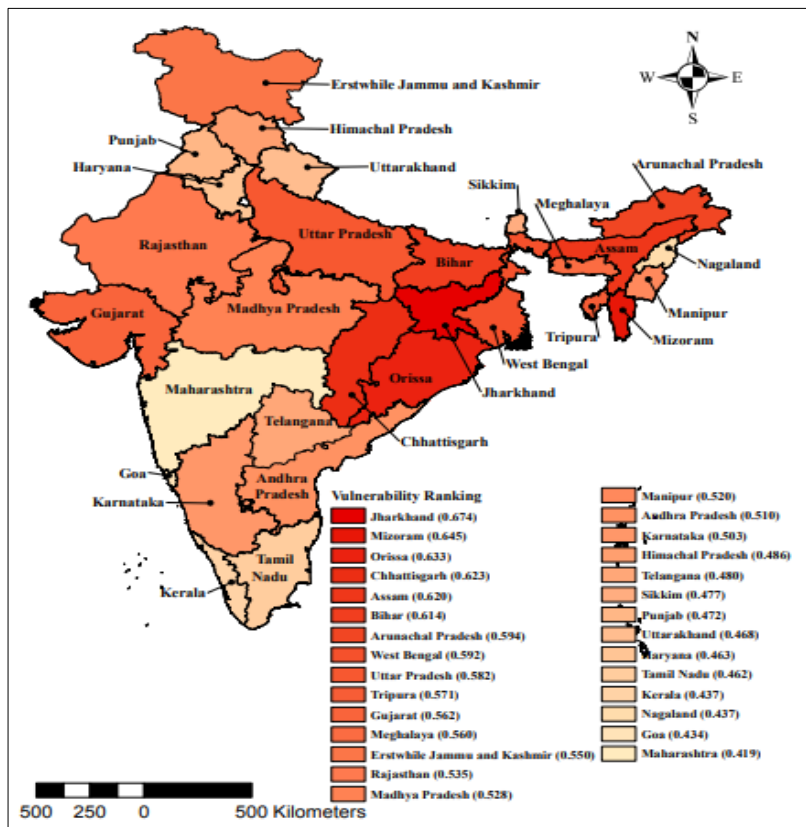 N
W E
S
Erstwhile Jammu and Kashmir
Himachal Pradesh
Punjab
Haryana
Uttarakhand
Arunachal Pradesh
Sikkim
Meghalaya
Rajasthan
Uttar Pradesh
Bihar
Assam
Nagaland
Gujarat
Madhya Pradesh
Manipur
Tripura
Mizoram
West Bengal
Orissa
Jharkhand
Maharashtra
Telangana
Chhattisgarh
Goa
Andhra
Pradesh
Karnataka
Tamil
Nadu
Kerala
Vulnerability Ranking
Jharkhand (0.674)
Mizoram (0.645)
Orissa (0.633)
Chhattisgarh (0.623)
Assam (0.620)
Bihar (0.614)
Arunachal Pradesh (0.594)
West Bengal (0.592)
Uttar Pradesh (0.582)
Tripura (0.571)
Gujarat (0.562)
Meghalaya (0.560)
Erstwhile Jammu and Kashmir (0.550)
Rajasthan (0.535)
Madhya Pradesh (0.528)
Manipur (0.520)
Andhra Pradesh (0.510)
Karnataka (0.503)
Himachal Pradesh (0.486)
Telangana (0.480)
Sikkim (0.477)
Punjab (0.472)
Uttarakhand (0.468)
Haryana (0.463)
Tamil Nadu (0.462)
Kerala (0.437)
Nagaland (0.437)
Goa (0.434)
Maharashtra (0.419)
500 250 0 500 Kilometers